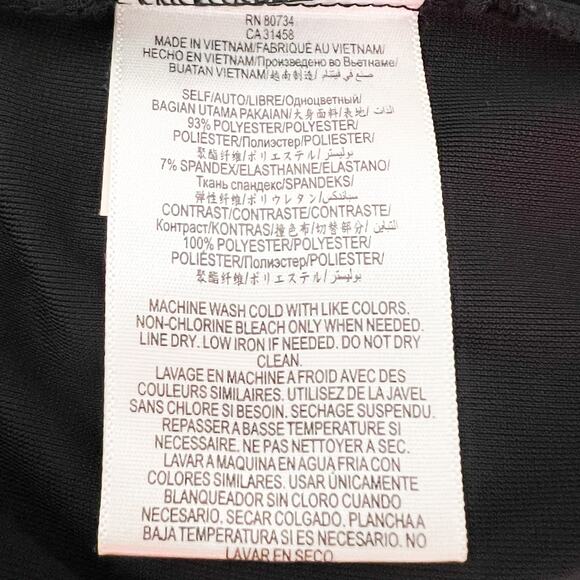 RN 80734
CA 31458
MADE IN VIETNAM/FABRIQUÉ AU VIETNAM/
HECHO EN VIETNAM/Произведено во Вьетнаме/
BUATAN VIETNAM/越南制造/ صنع في فيتنام
SELF/AUTO/LIBRE/Одноцветный/
BAGIAN UTAMA PAKAIAN/大身面料/表地/ الذات
93% POLYESTER/POLYESTER/
POLIÉSTER/Полиэстер/POLIESTER/
聚酯纤维/ポリエステル/بوليستر
7% SPANDEX/ELASTHANNE/ELASTANO/
Ткань спандекс/SPANDEKS/
弹性纤维/ポリウレタン/سباندكس
CONTRAST/CONTRASTE/CONTRASTE/
Контраст/KONTRAS/撞色布/切替部分/ التباين
100% POLYESTER/POLYESTER/
POLIÉSTER/Полиэстер/POLIESTER/
聚酯纤维/ポリエステル/بوليستر
MACHINE WASH COLD WITH LIKE COLORS.
NON-CHLORINE BLEACH ONLY WHEN NEEDED.
LINE DRY. LOW IRON IF NEEDED. DO NOT DRY
CLEAN.
LAVAGE EN MACHINE A FROID AVEC DES
COULEURS SIMILAIRES. UTILISEZ DE LA JAVEL
SANS CHLORE SI BESOIN. SECHAGE SUSPENDU.
REPASSER A BASSE TEMPERATURE SI
NECESSAIRE. NE PAS NETTOYER A SEC.
LAVAR A MAQUINA EN AGUA FRIA CON
COLORES SIMILARES. USAR ÚNICAMENTE
BLANQUEADOR SIN CLORO CUANDO
NECESARIO. SECAR COLGADO. PLANCHA A
BAJA TEMPERATURA SI ES NECESARIO. NO
LAVAR EN SECO